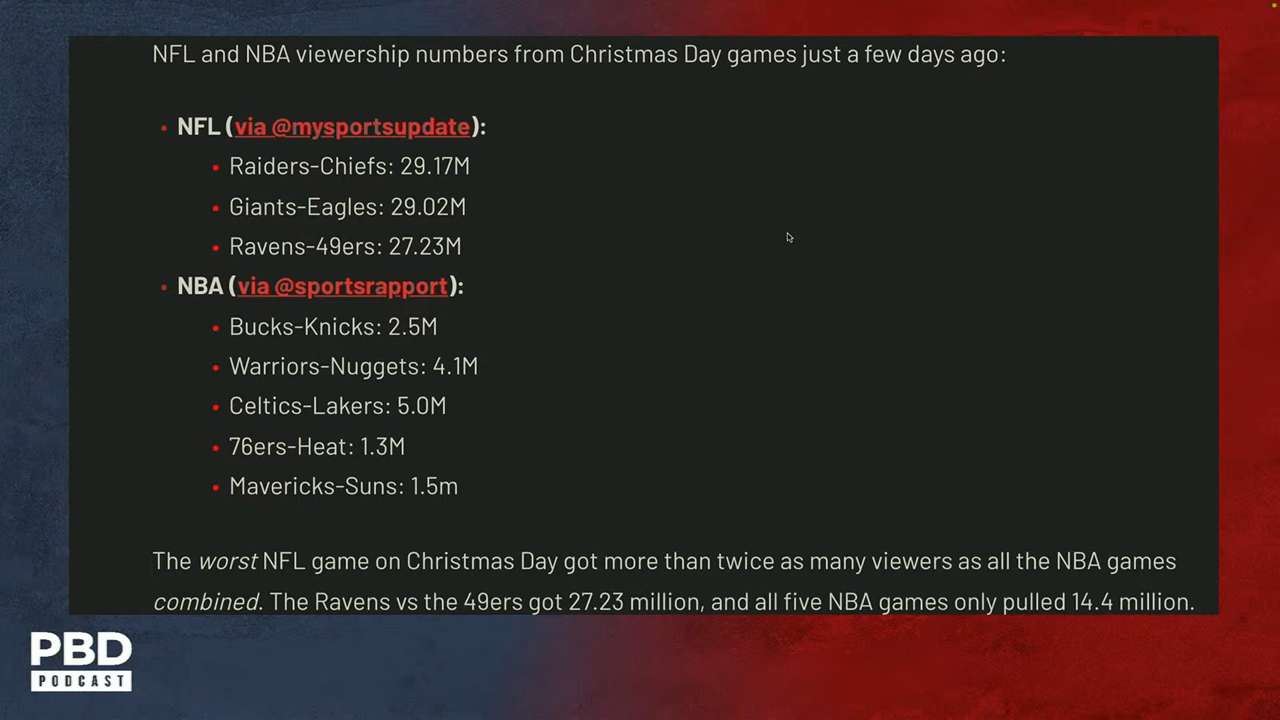 NFL and NBA viewership numbers from Christmas Day games just a few days ago:
• NFL (via @mysportsupdate):
• Raiders-Chiefs: 29.17M
• Giants-Eagles: 29.02M
• Ravens-49ers: 27.23M
• NBA (via @sportsrapport):
• Bucks-Knicks: 2.5M
• Warriors-Nuggets: 4.1M
• Celtics-Lakers: 5.0M
• 76ers-Heat: 1.3M
• Mavericks-Suns: 1.5m
The worst NFL game on Christmas Day got more than twice as many viewers as all the NBA games
combined. The Ravens vs the 49ers got 27.23 million, and all five NBA games only pulled 14.4 million.
PBD
PODCAST